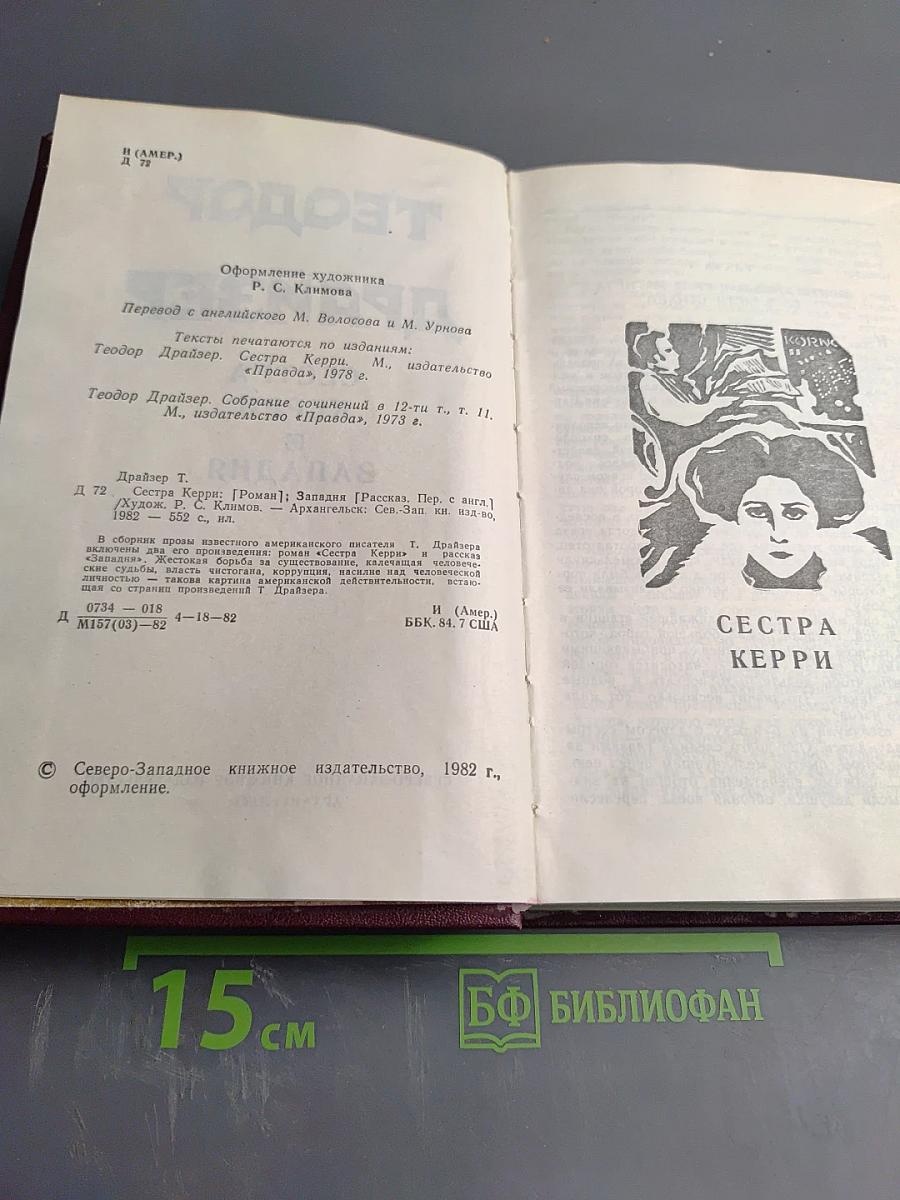 И (АМЕР.)
Д 72
Оформление художника
Р. С. Климова
Перевод с английского М. Волосова и М. Урнова
Тексты печатаются по изданиям:
Теодор Драйзер. Сестра Керри. М., издательство
«Правда», 1978 г.
Теодор Драйзер. Собрание сочинений в 12-ти т., т. 11.
М., издательство «Правда», 1973 г.
Драйзер Т.
Д 72 Сестра Керри: [Роман]; Западня [Рассказ. Пер. с англ.]
/Худож. Р. С. Климов. — Архангельск: Сев.-Зап. кн. изд-во,
1982 — 552 с., ил.
В сборник прозы известного американского писателя Т. Драйзера
включены два его произведения: роман «Сестра Керри» и рассказ
«Западня». Жестокая борьба за существование, калечащая человече-
ские судьбы, власть чистогана, коррупция, насилие над человеческой
личностью — такова картина американской действительности, встаю-
щая со страниц произведений Т Драйзера.
Д 0734 — 018
М157(03)—82 4—18—82
И (Амер.)
ББК. 84. 7 США
© Северо-Западное книжное издательство, 1982 г.,
оформление.
СЕСТРА
КЕРРИ
15 см
БФ БИБЛИОФАН